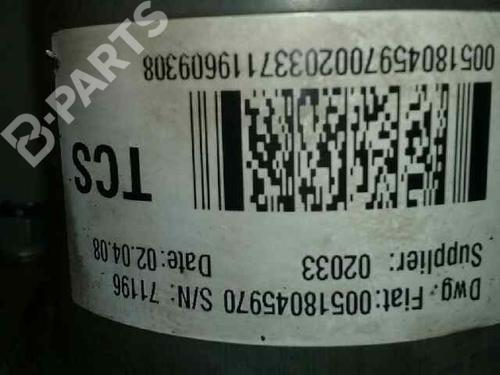 Dwg. Fiat:00518045970 S/N: 71196
Supplier: 02033 Date:02.04.08
TCS
00518045970020337119609308
B-PARTS